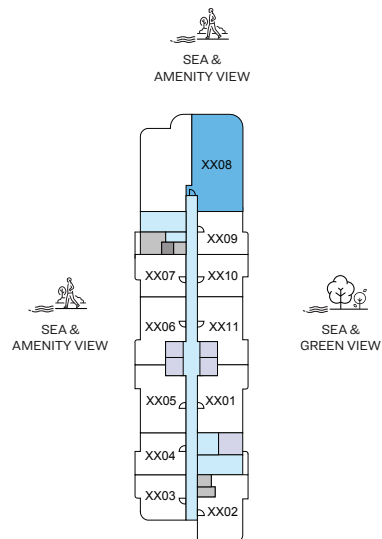 SEA &
AMENITY VIEW
XX08
XX09
XX07
XX10
SEA &
AMENITY VIEW
XX06
XX11
SEA &
GREEN VIEW
XX05
XX01
XX04
XX03
XX02